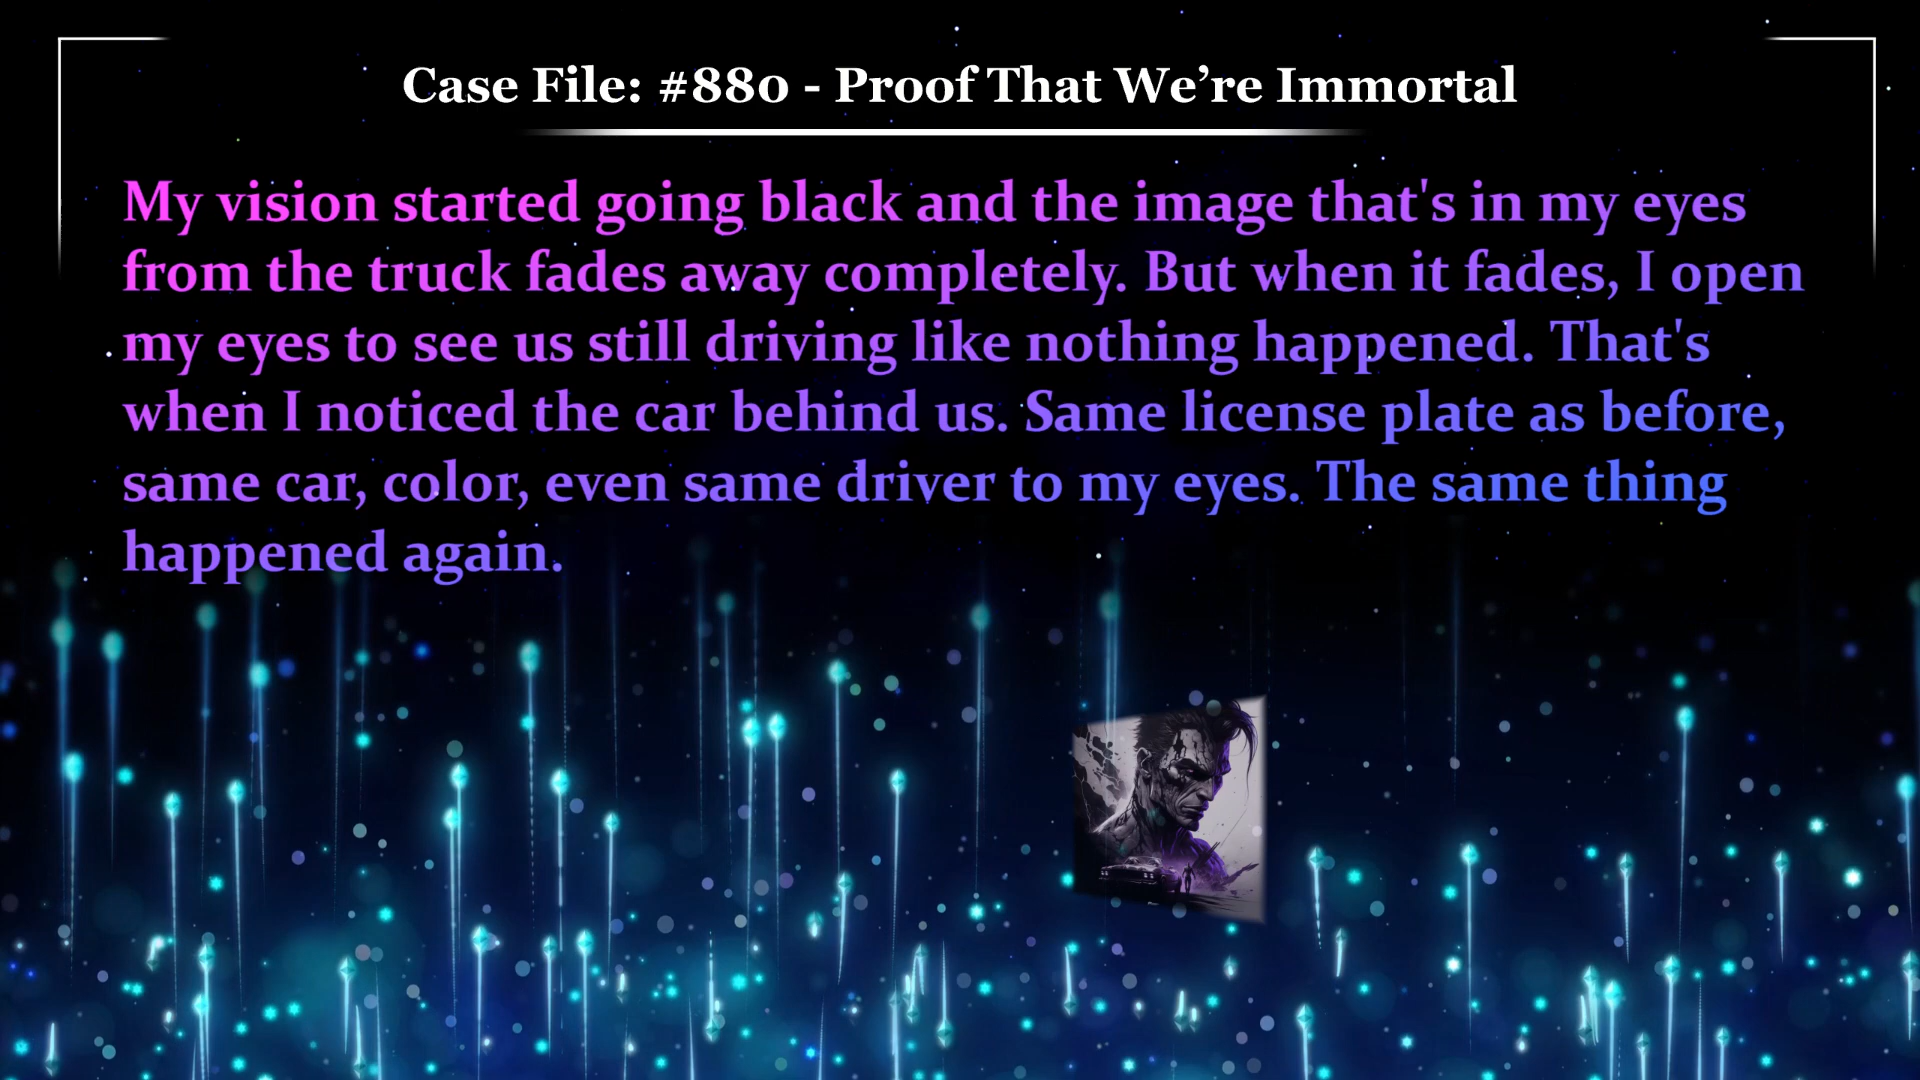 Case File: #880 - Proof That We’re Immortal
My vision started going black and the image that's in my eyes
from the truck fades away completely. But when it fades, I open
my eyes to see us still driving like nothing happened. That's
when I noticed the car behind us. Same license plate as before,
same car, color, even same driver to my eyes. The same thing
happened again.